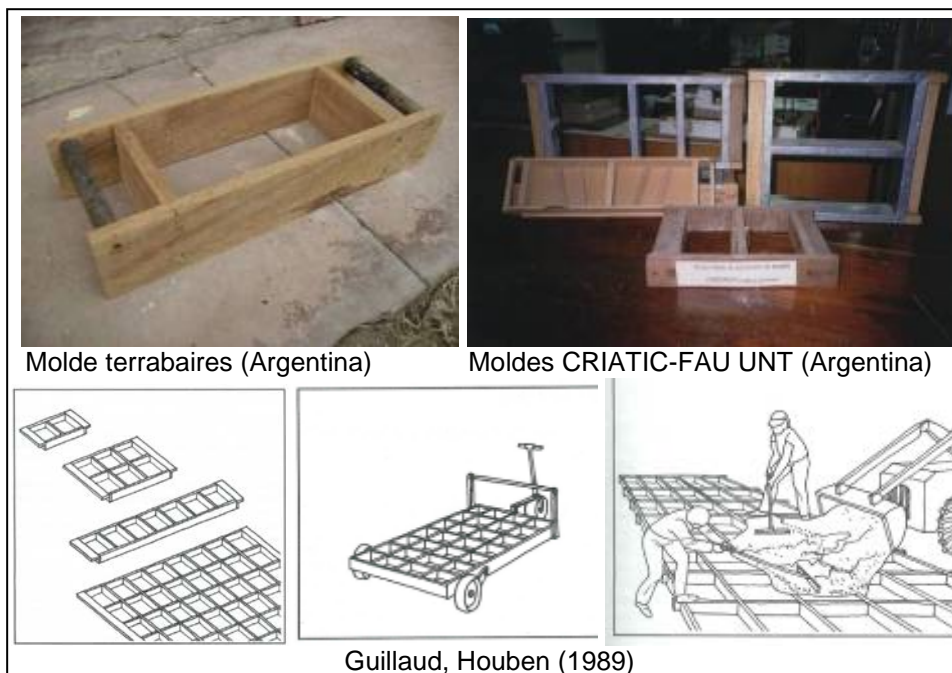 Molde terrabaires (Argentina)
Moldes CRIATIC-FAU UNT (Argentina)
Guillaud, Houben (1989)